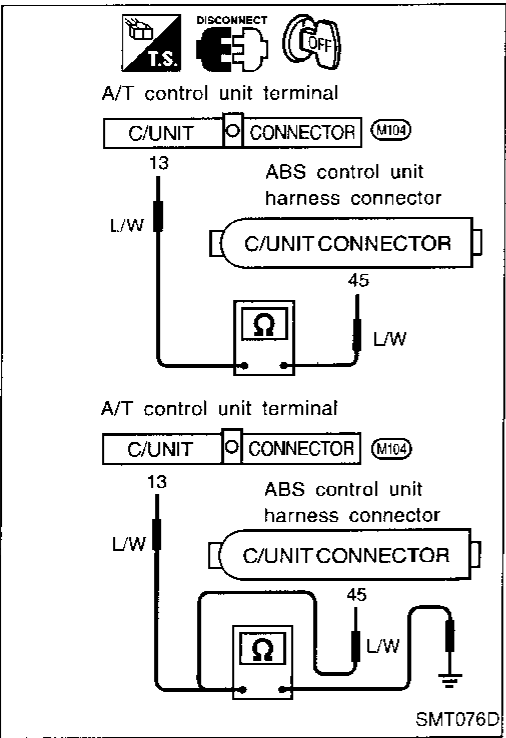 DISCONNECT
T.S.
OFF
A/T control unit terminal
C/UNIT CONNECTOR M104
13
ABS control unit
harness connector
L/W
C/UNIT CONNECTOR
45
Ω
L/W
A/T control unit terminal
C/UNIT CONNECTOR M104
13
ABS control unit
harness connector
L/W
C/UNIT CONNECTOR
45
Ω
L/W
SMT076D